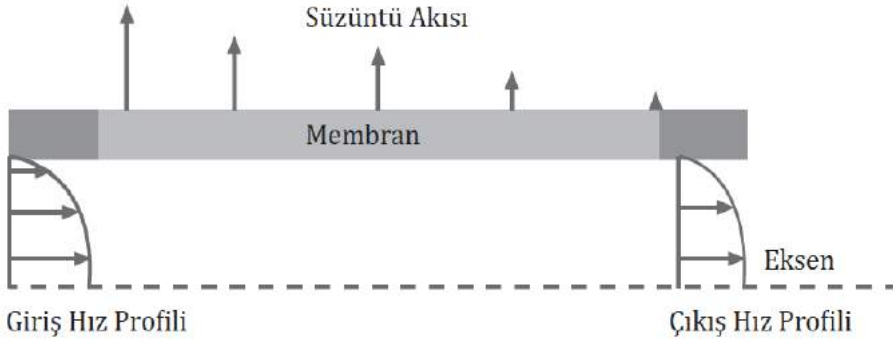 Süzüntü Akısı
Membran
Eksen
Giriş Hız Profili
Çıkış Hız Profili